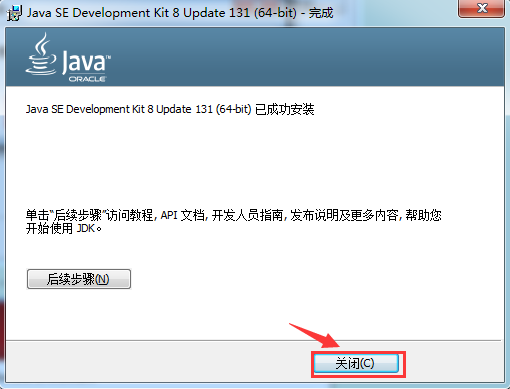 Java SE Development Kit 8 Update 131 (64-bit) - 完成
Java™
ORACLE
Java SE Development Kit 8 Update 131 (64-bit) 已成功安装
单击“后续步骤”访问教程, API 文档, 开发人员指南, 发布说明及更多内容, 帮助您
开始使用 JDK。
后续步骤(N)
关闭(C)